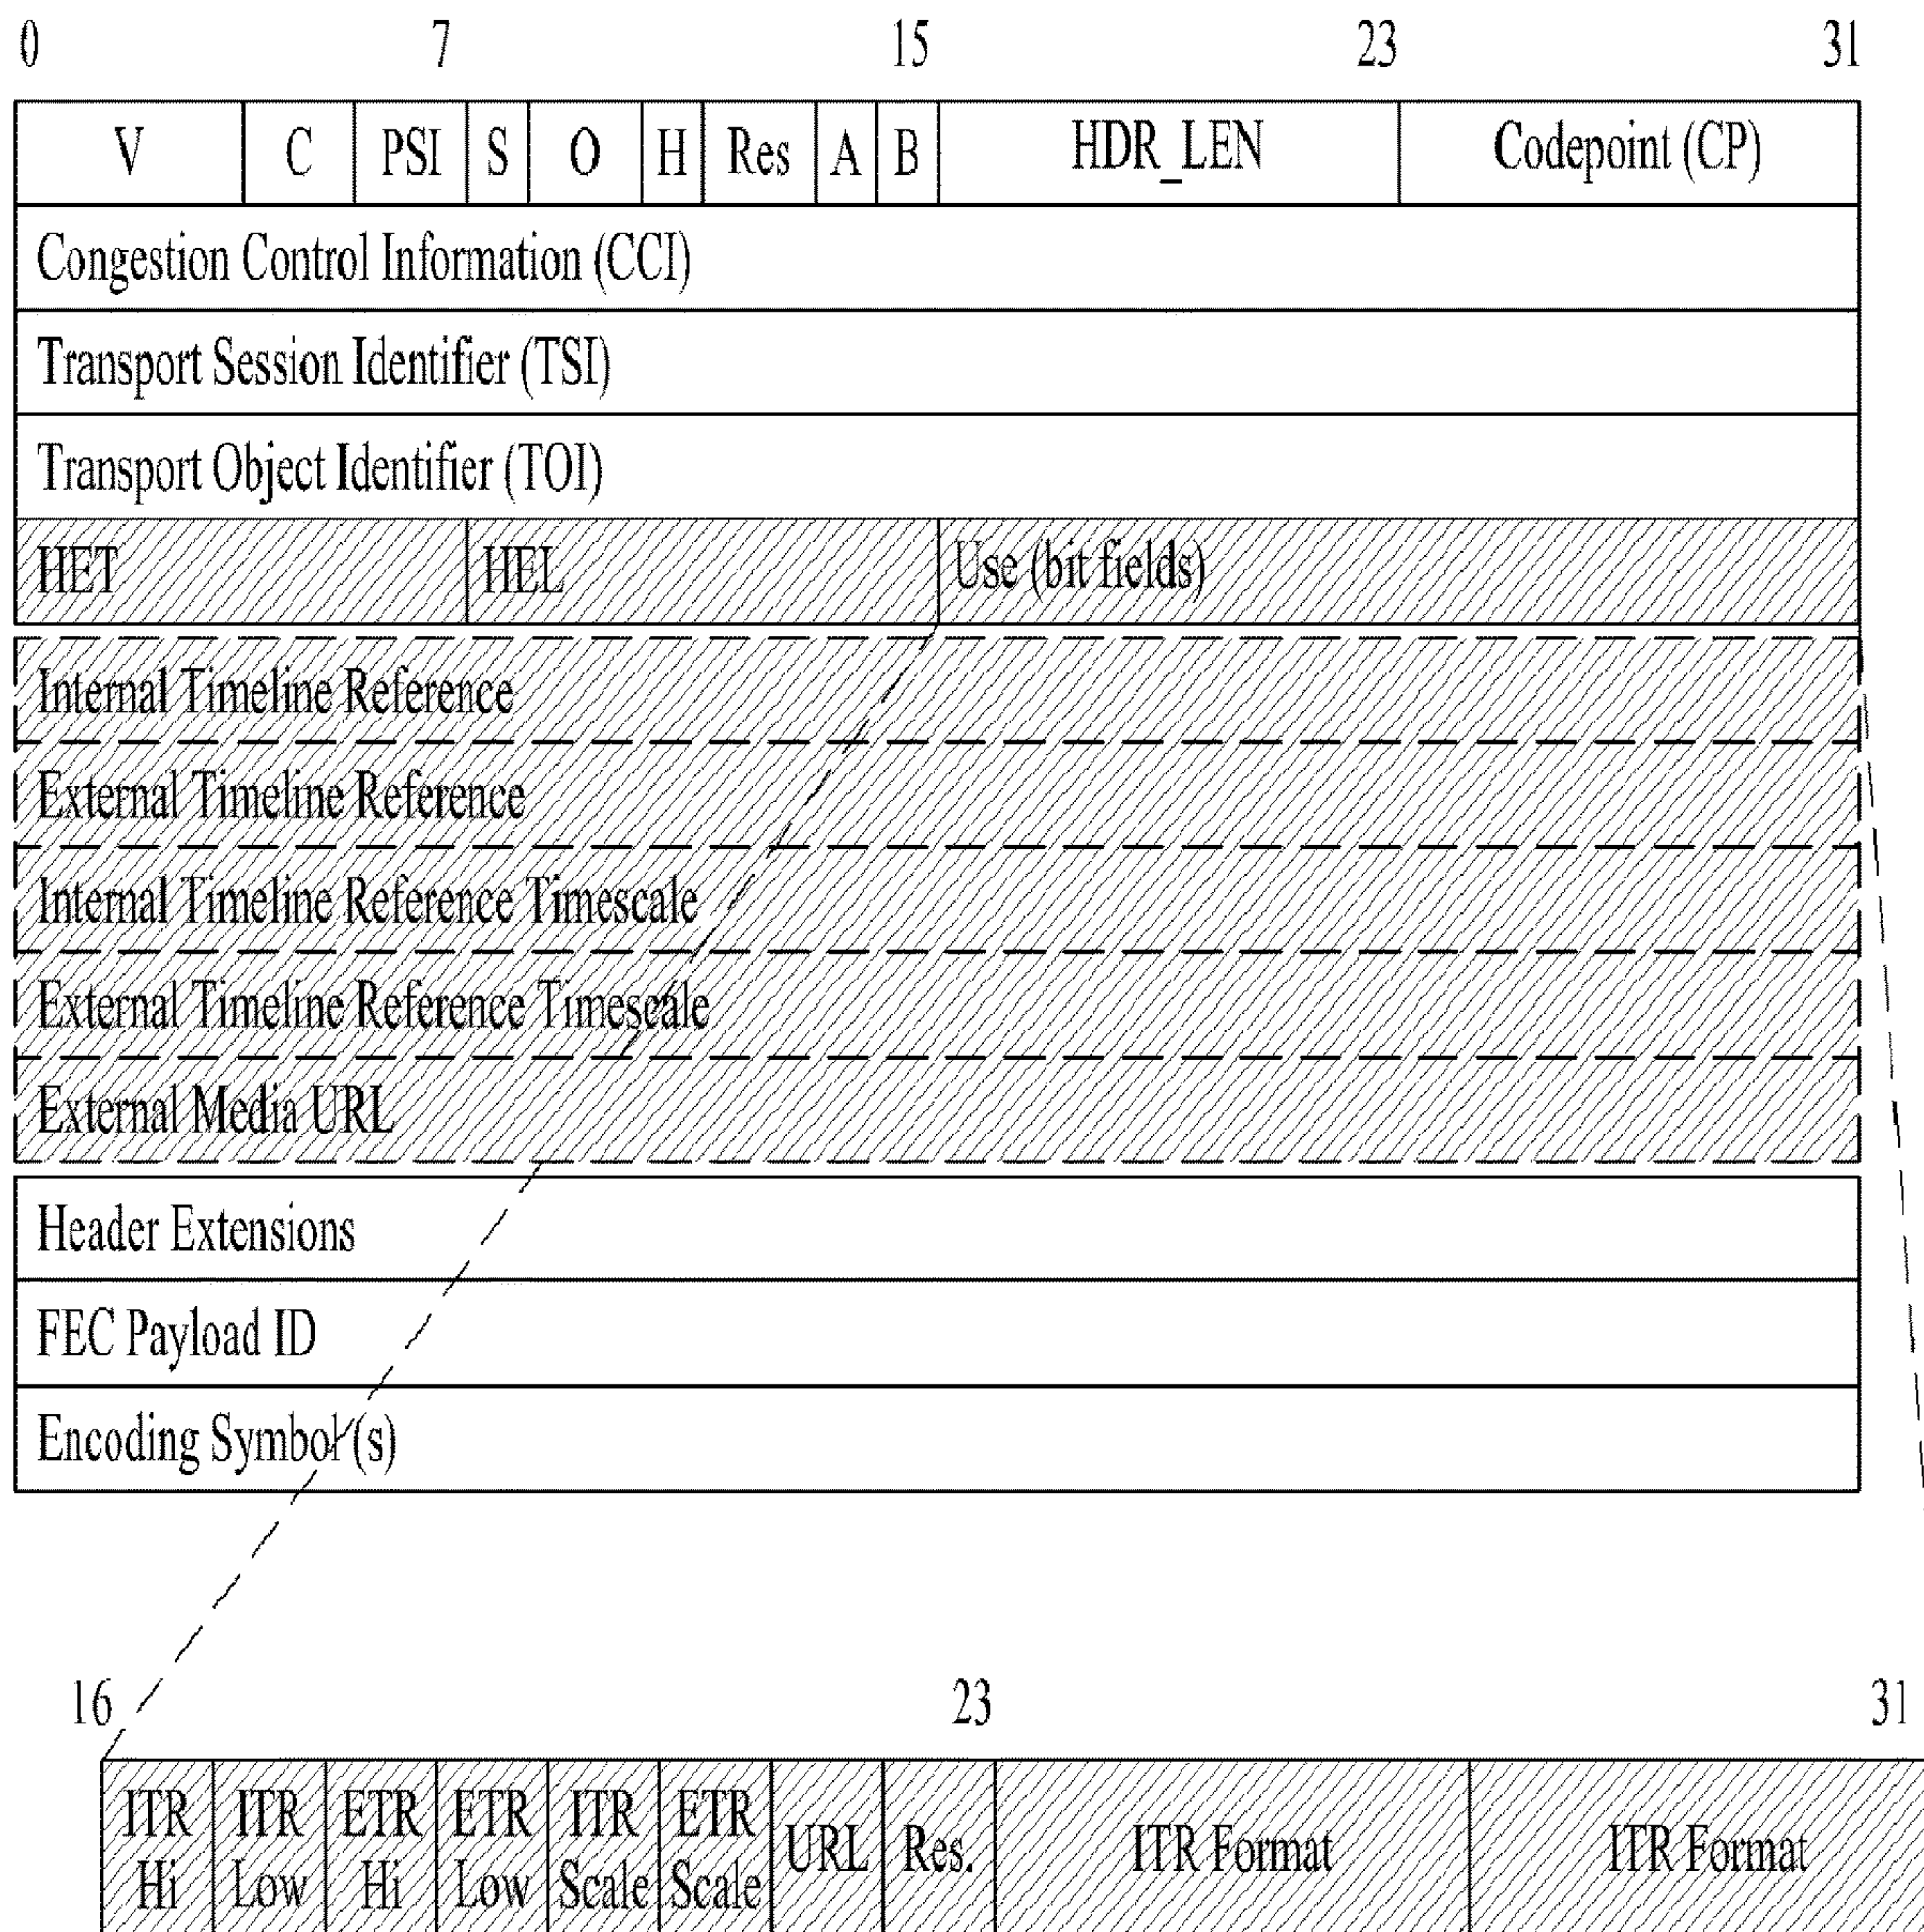 0 7 15 23 31
V C PSI S O H Res A B HDR_LEN Codepoint (CP)
Congestion Control Information (CCI)
Transport Session Identifier (TSI)
Transport Object Identifier (TOI)
HET HEL Use (bit fields)
Internal Timeline Reference
External Timeline Reference
Internal Timeline Reference Timescale
External Timeline Reference Timescale
External Media URL
Header Extensions
FEC Payload ID
Encoding Symbol (s)
16 23 31
ITR ITR ETR ETR ITR ETR URL Res. ITR Format ITR Format
Hi Low Hi Low Scale Scale